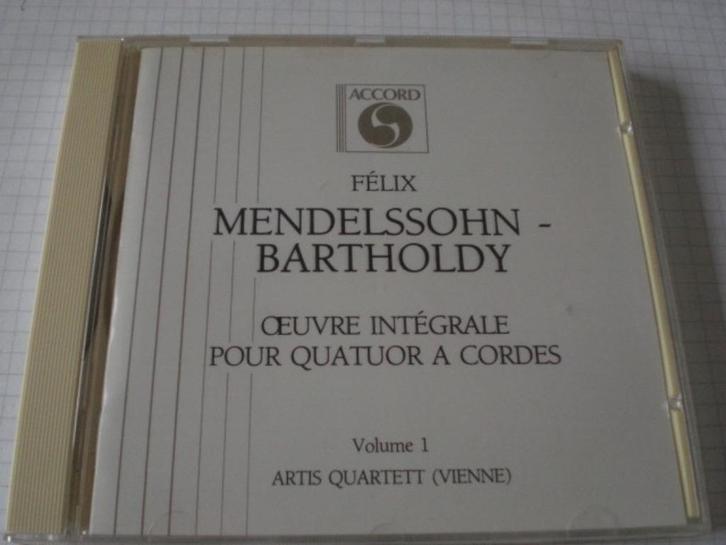 ACCORD
FÉLIX
MENDELSSOHN -
BARTHOLDY
ŒUVRE INTÉGRALE
POUR QUATUOR A CORDES
Volume 1
ARTIS QUARTETT (VIENNE)